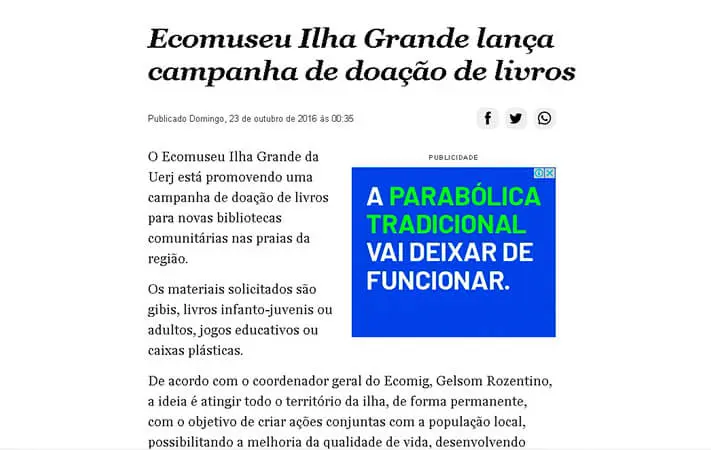 Ecomuseu Ilha Grande lança
campanha de doação de livros
Publicado Domingo, 23 de outubro de 2016 ás 00:35
O Ecomuseu Ilha Grande da
Uerj está promovendo uma
campanha de doação de livros
para novas bibliotecas
comunitárias nas praias da
região.
PUBLICIDADE
A PARABÓLICA
TRADICIONAL
VAI DEIXAR DE
FUNCIONAR.
Os materiais solicitados são
gibis, livros infanto-juvenis ou
adultos, jogos educativos ou
caixas plásticas.
De acordo com o coordenador geral do Ecomig, Gelsom Rozentino,
a ideia é atingir todo o território da ilha, de forma permanente,
com o objetivo de criar ações conjuntas com a população local,
possibilitando a melhoria da qualidade de vida, desenvolvendo